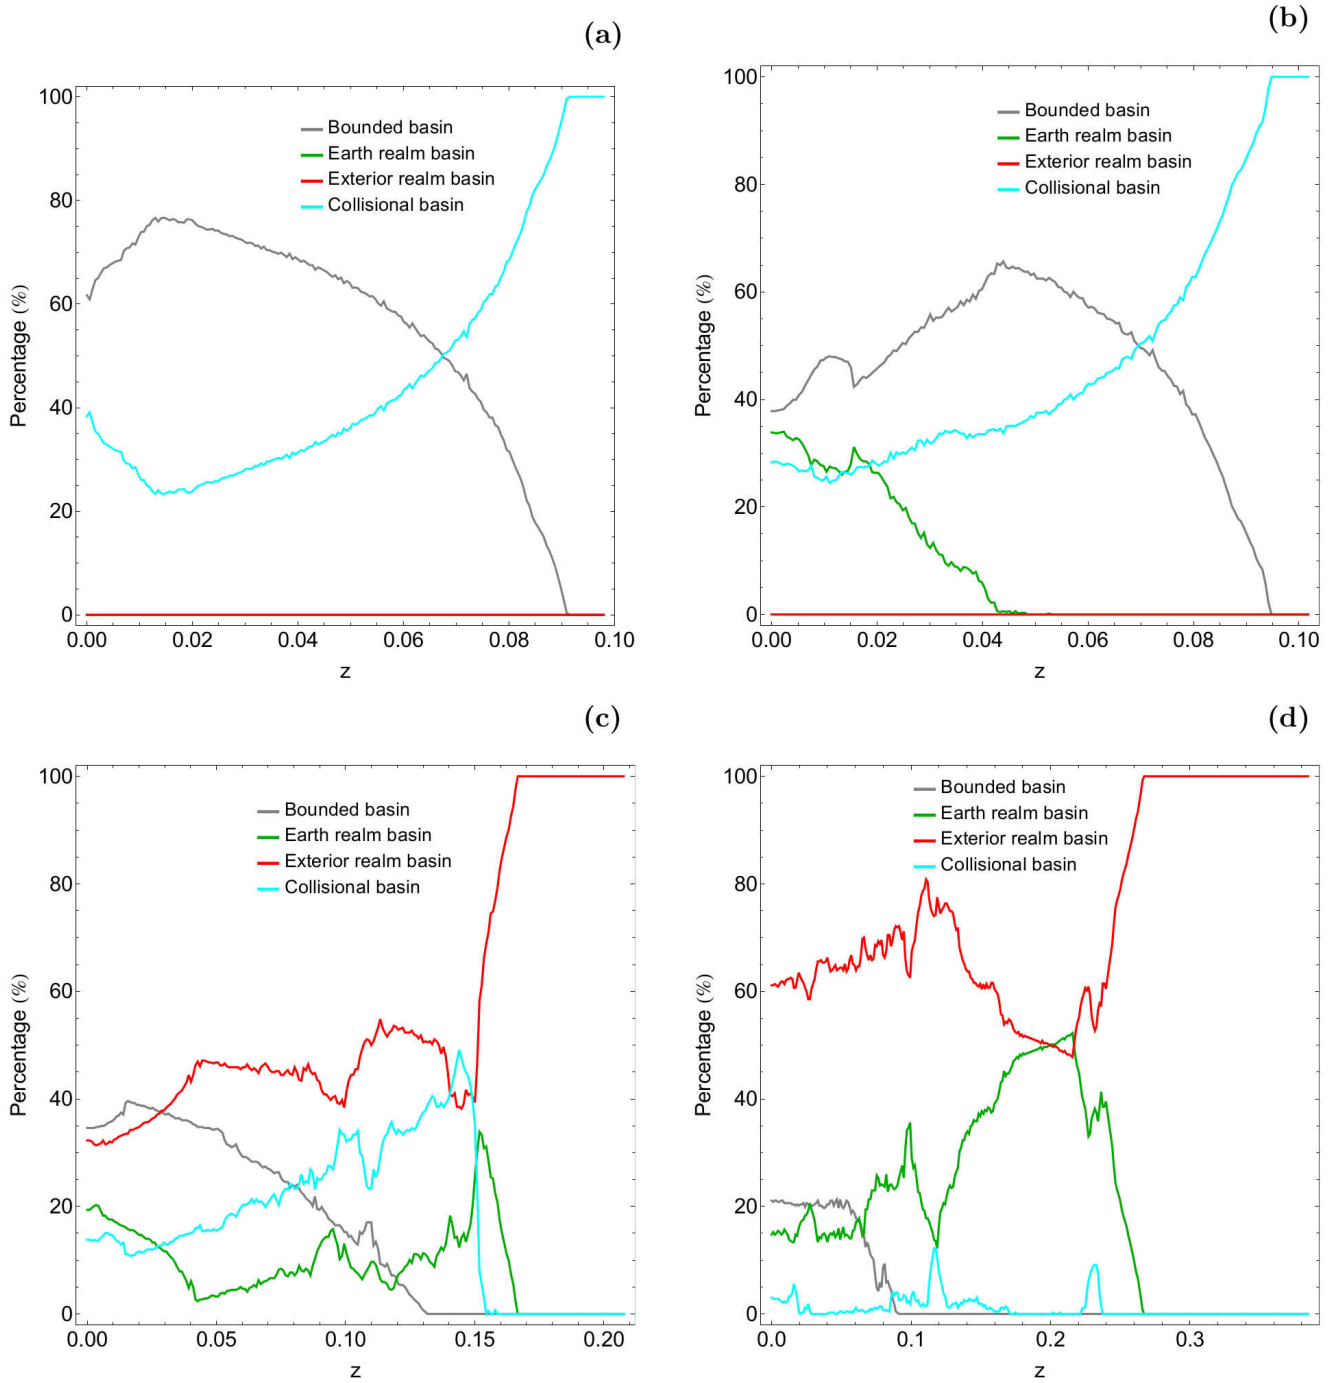 (a)
100
80
60
40
20
0
Percentage (%)
Bounded basin
Earth realm basin
Exterior realm basin
Collisional basin
0.00 0.02 0.04 0.06 0.08 0.10
z
(b)
100
80
60
40
20
0
Percentage (%)
Bounded basin
Earth realm basin
Exterior realm basin
Collisional basin
0.00 0.02 0.04 0.06 0.08 0.10
z
(c)
100
80
60
40
20
0
Percentage (%)
Bounded basin
Earth realm basin
Exterior realm basin
Collisional basin
0.00 0.05 0.10 0.15 0.20
z
(d)
100
80
60
40
20
0
Percentage (%)
Bounded basin
Earth realm basin
Exterior realm basin
Collisional basin
0.0 0.1 0.2 0.3
z